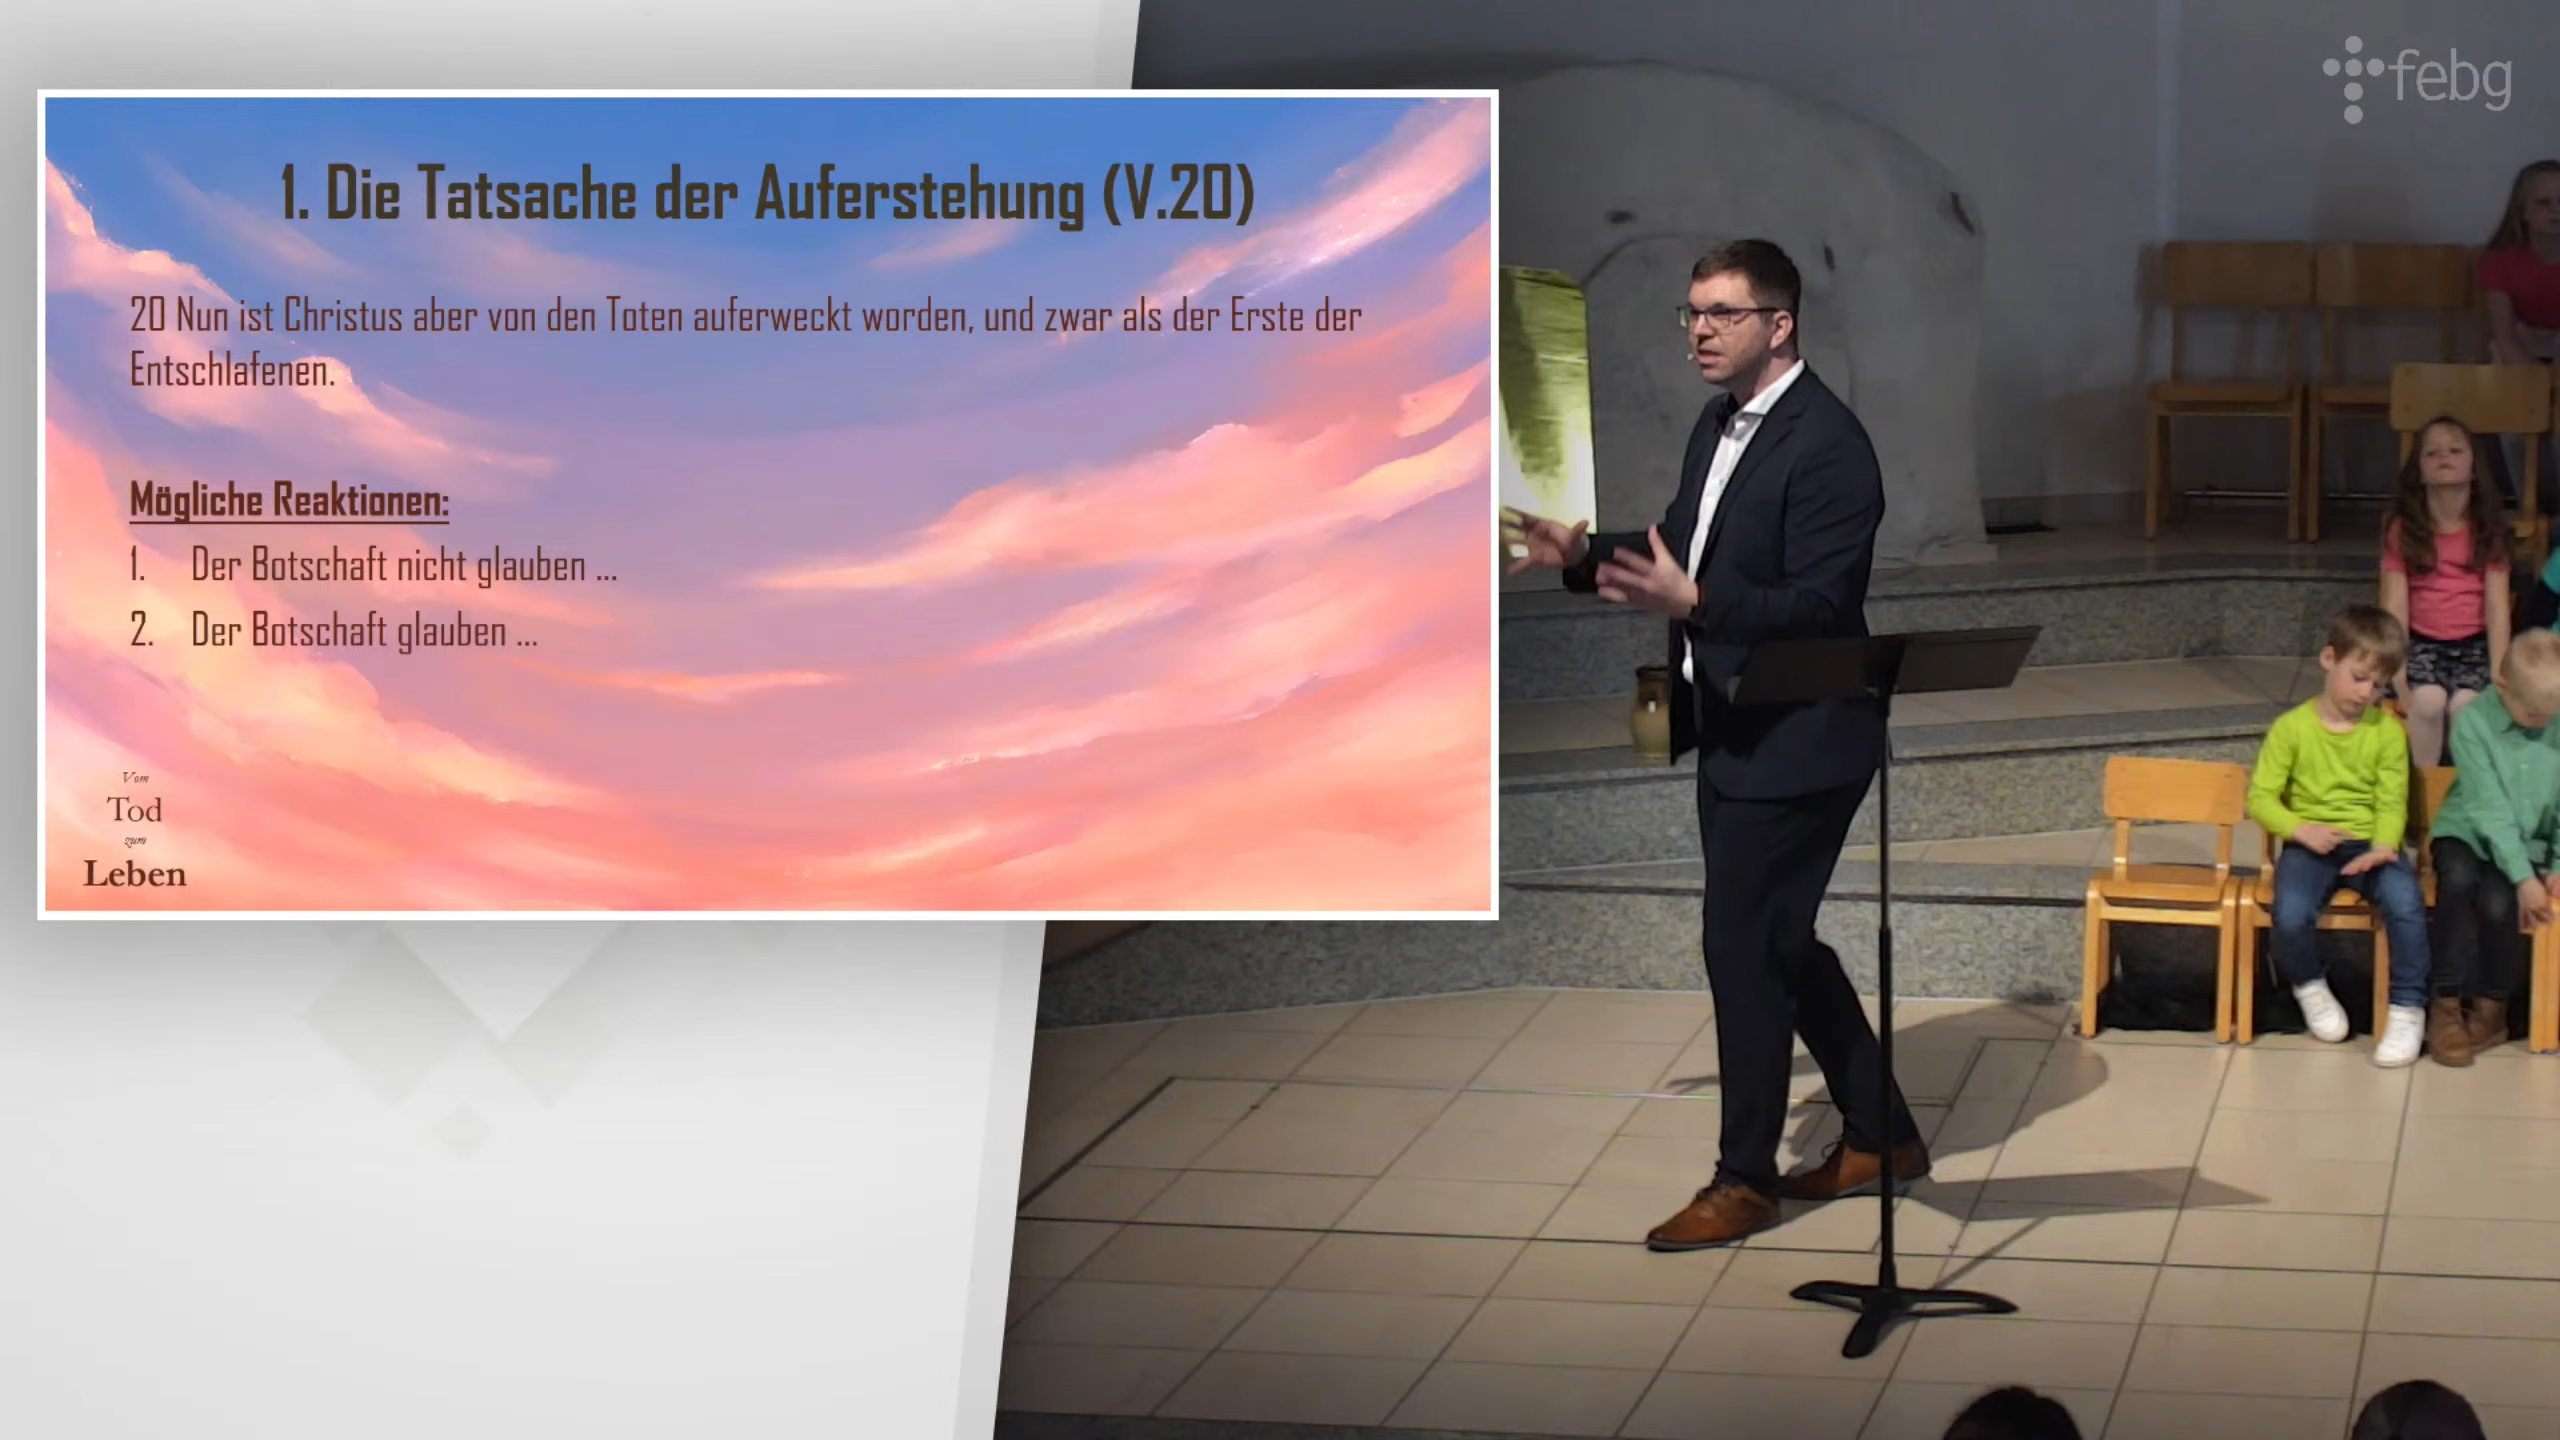 1. Die Tatsache der Auferstehung (V.20)
20 Nun ist Christus aber von den Toten auferweckt worden, und zwar als der Erste der
Entschlafenen.
Mögliche Reaktionen:
1. Der Botschaft nicht glauben ...
2. Der Botschaft glauben ...
Vom
Tod
zum
Leben
febg